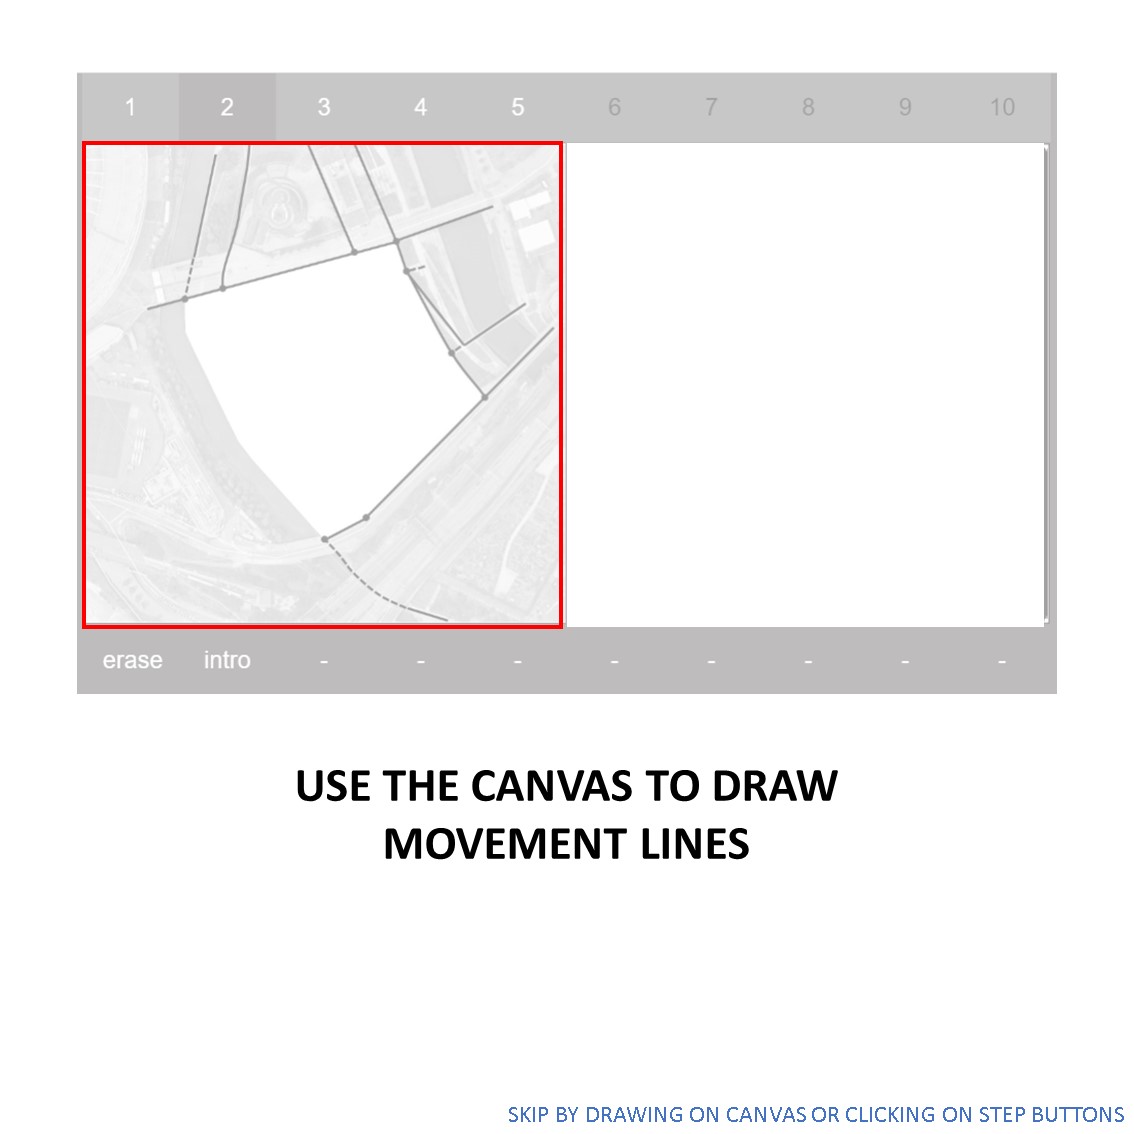 1 2 3 4 5 6 7 8 9 10
erase intro - - - - - - - -
USE THE CANVAS TO DRAW
MOVEMENT LINES
SKIP BY DRAWING ON CANVAS OR CLICKING ON STEP BUTTONS